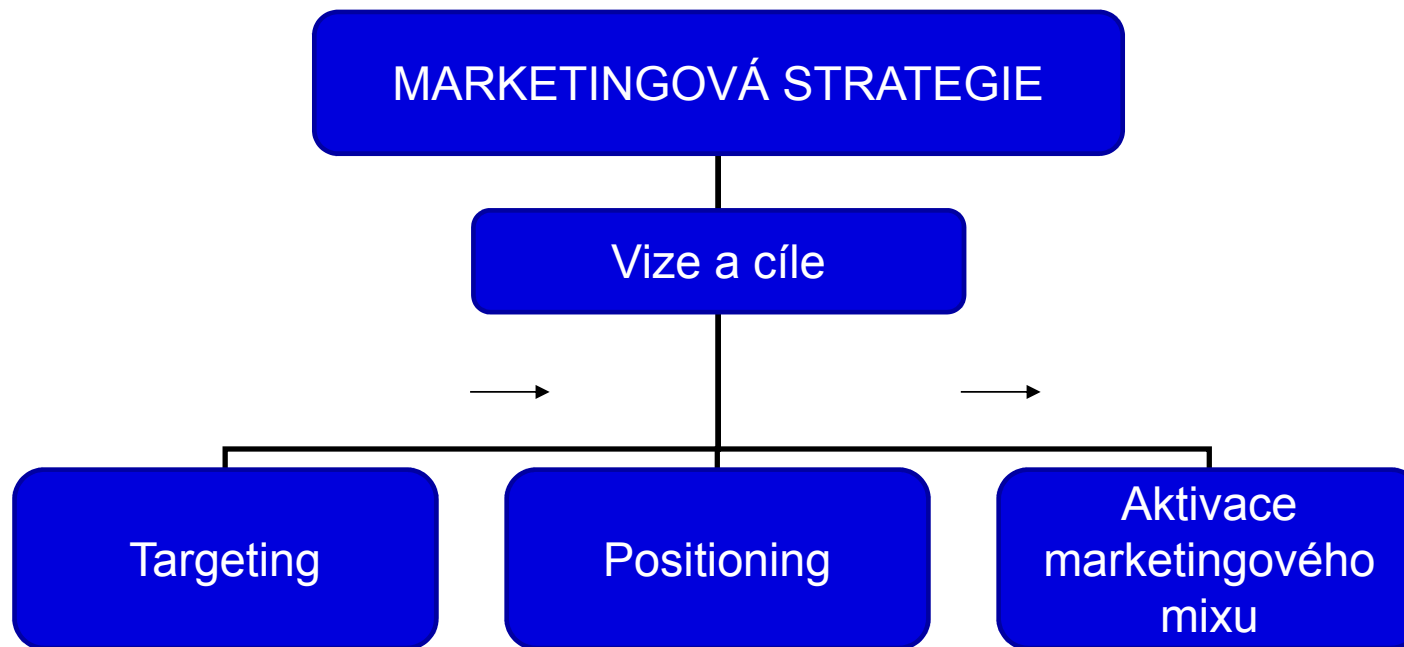 MARKETINGOVÁ STRATEGIE
Vize a cíle
Targeting
Positioning
Aktivace
marketingového
mixu